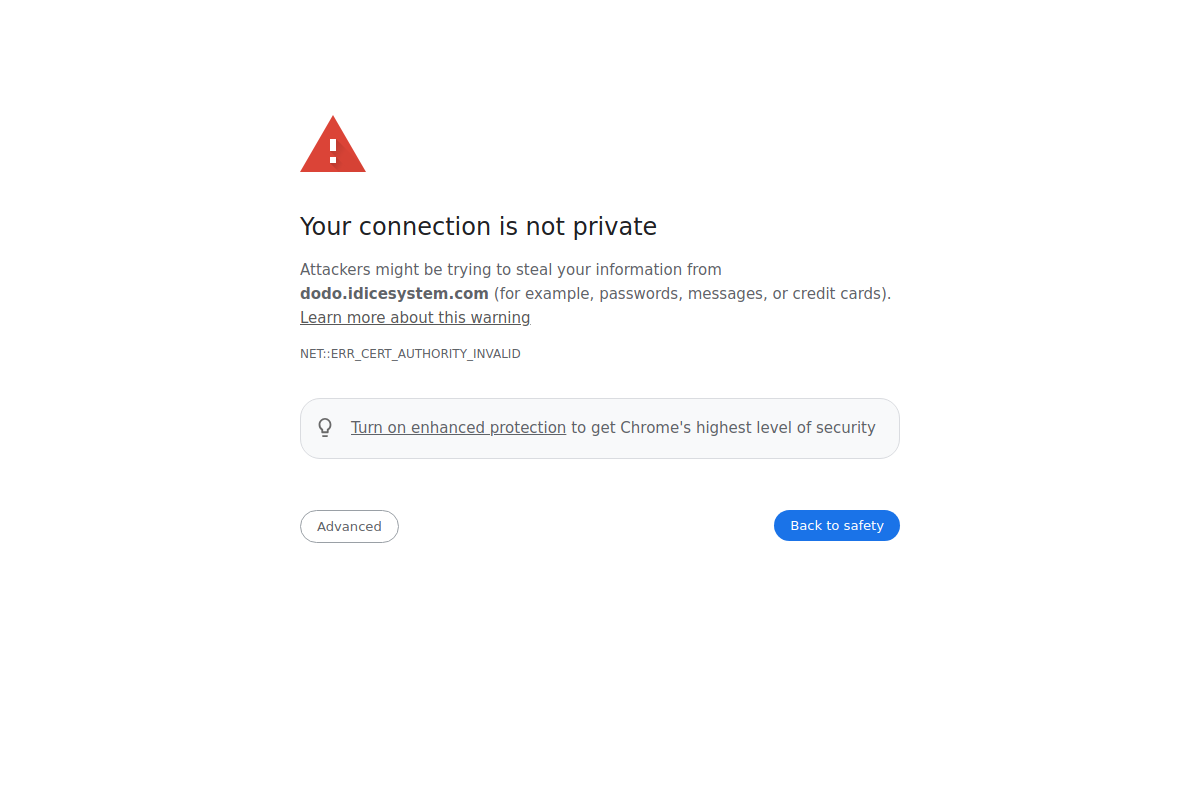 Your connection is not private
Attackers might be trying to steal your information from
dodo.idicesystem.com (for example, passwords, messages, or credit cards).
Learn more about this warning
NET::ERR_CERT_AUTHORITY_INVALID
Turn on enhanced protection to get Chrome's highest level of security
Advanced
Back to safety